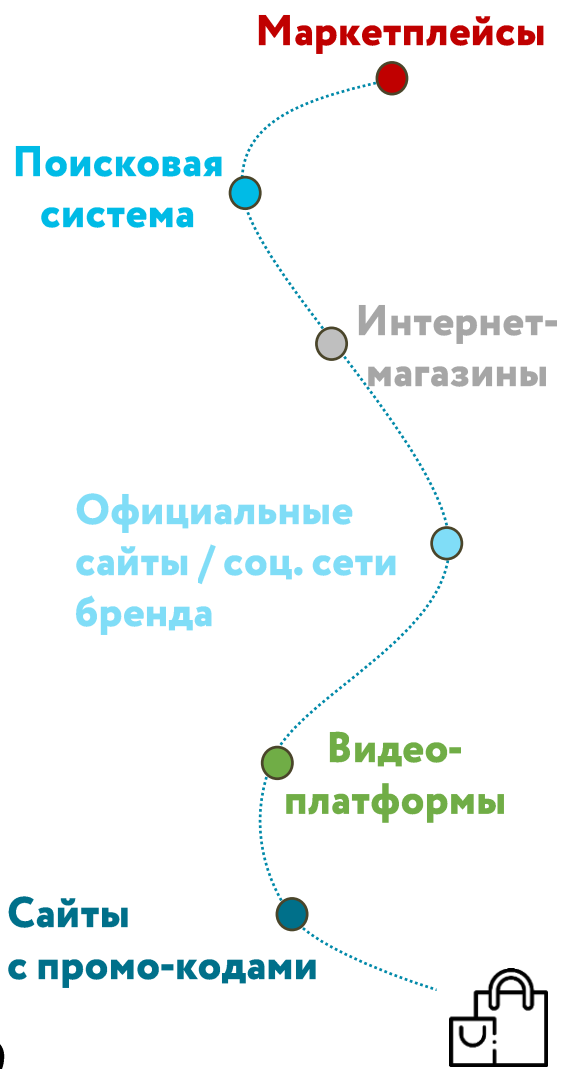 Маркетплейсы
Поисковая
система
Интернет-
магазины
Официальные
сайты / соц. сети
бренда
Видео-
платформы
Сайты
с промо-кодами